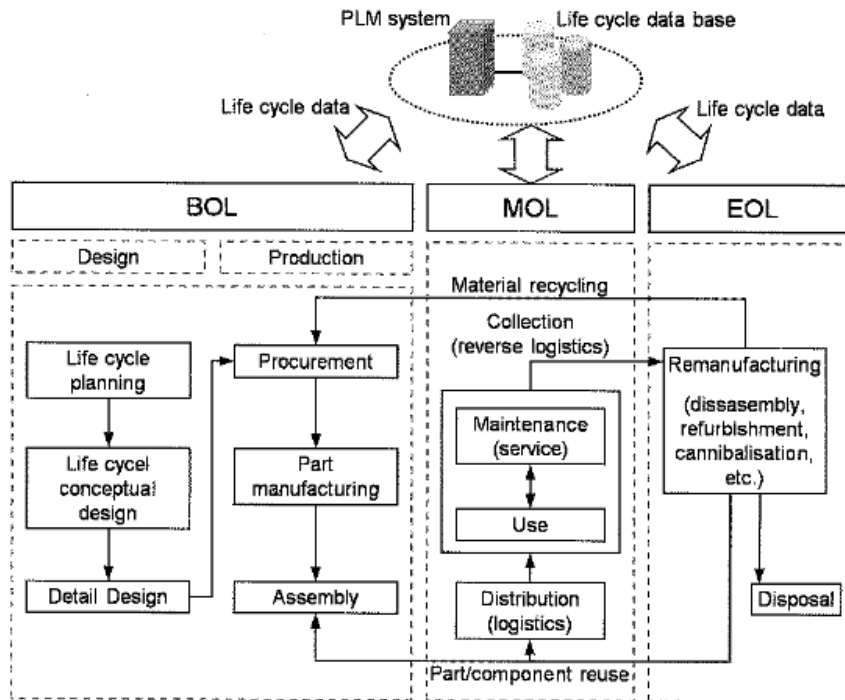 PLM system
Life cycle data base
Life cycle data
Life cycle data
BOL
MOL
EOL
Design
Production
Material recycling
Collection
(reverse logistics)
Life cycle
planning
Life cycel
conceptual
design
Detail Design
Procurement
Part
manufacturing
Assembly
Maintenance
(service)
Use
Distribution
(logistics)
Remanufacturing
(dissasembly,
refurbishment,
cannibalisation,
etc.)
Disposal
Part/component reuse